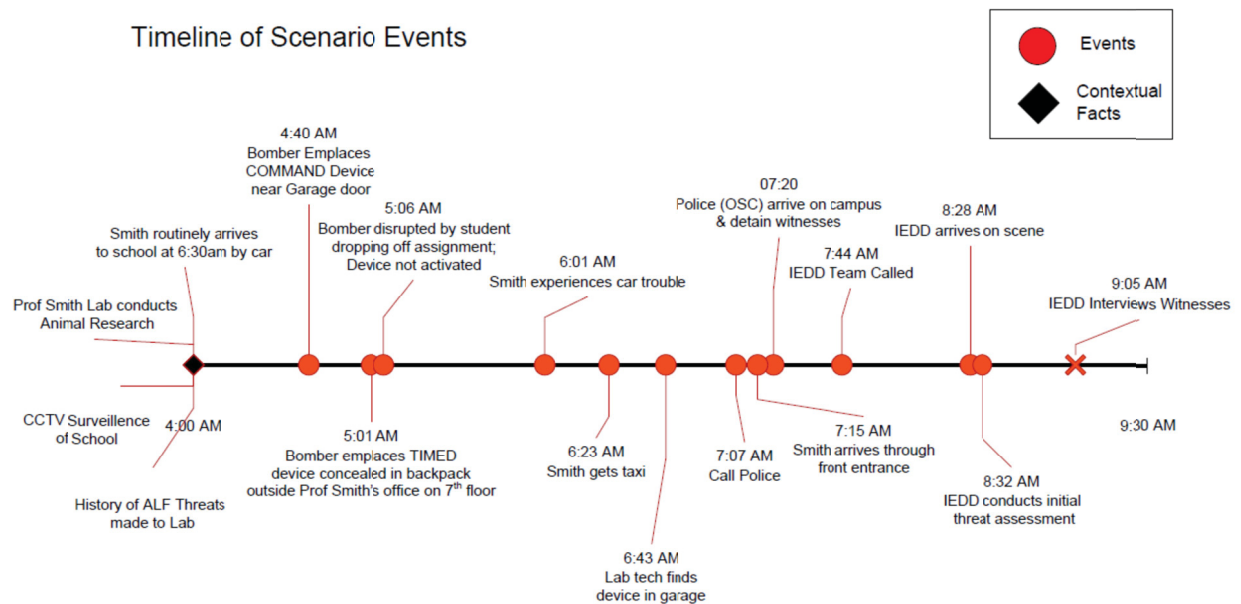 Timeline of Scenario Events
Events
Contextual
Facts
4:40 AM
Bomber Emplaces
COMMAND Device
near Garage door
5:06 AM
Bomber disrupted by student
dropping off assignment;
Device not activated
Smith routinely arrives
to school at 6:30am by car
Prof Smith Lab conducts
Animal Research
6:01 AM
Smith experiences car trouble
07:20
Police (OSC) arrive on campus
& detain witnesses
7:44 AM
IEDD Team Called
8:28 AM
IEDD arrives on scene
9:05 AM
IEDD Interviews Witnesses
CCTV Surveillence
of School
4:00 AM
History of ALF Threats
made to Lab
5:01 AM
Bomber emplaces TIMED
device concealed in backpack
outside Prof Smith's office on 7th floor
6:23 AM
Smith gets taxi
6:43 AM
Lab tech finds
device in garage
7:07 AM
Call Police
7:15 AM
Smith arrives through
front entrance
8:32 AM
IEDD conducts initial
threat assessment
9:30 AM